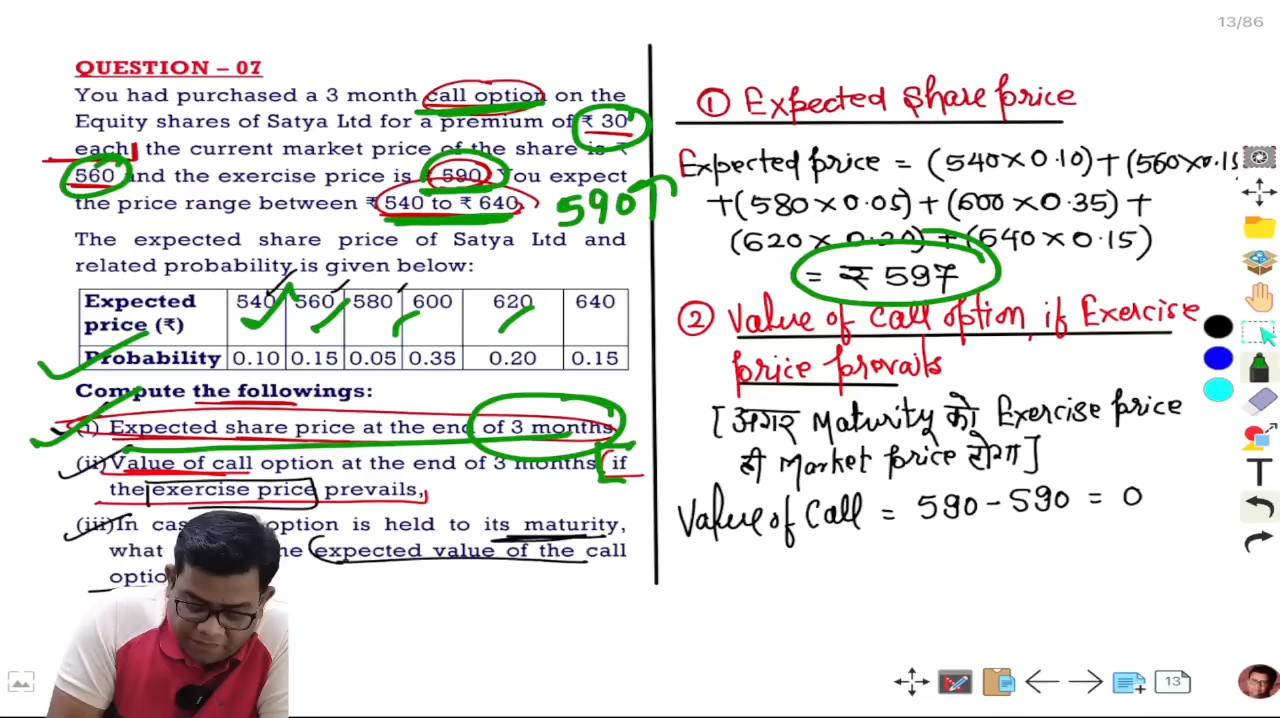 13/86
QUESTION – 07
You had purchased a 3 month call option on the
Equity shares of Satya Ltd for a premium of ₹ 30
each, the current market price of the share is ₹
560 and the exercise price is ₹ 590. You expect
the price range between ₹ 540 to ₹ 640.
590↑
The expected share price of Satya Ltd and
related probability is given below:
Expected price (₹) 540 560 580 600 620 640
Probability 0.10 0.15 0.05 0.35 0.20 0.15
Compute the followings:
(i) Expected share price at the end of 3 months
(ii) Value of call option at the end of 3 months, if
the exercise price prevails,
(iii) In option is held to its maturity,
what expected value of the call
① Expected share price
Expected price = (540×0.10)+(560×0.15
+(580×0.05)+(600×0.35)+
(620×0.20)+(640×0.15)
= ₹ 597
② Value of call option, if Exercise
price prevails
[अगर Maturity को Exercise price
ही Market price होगा]
Value of Call = 590-590 = 0
T
13